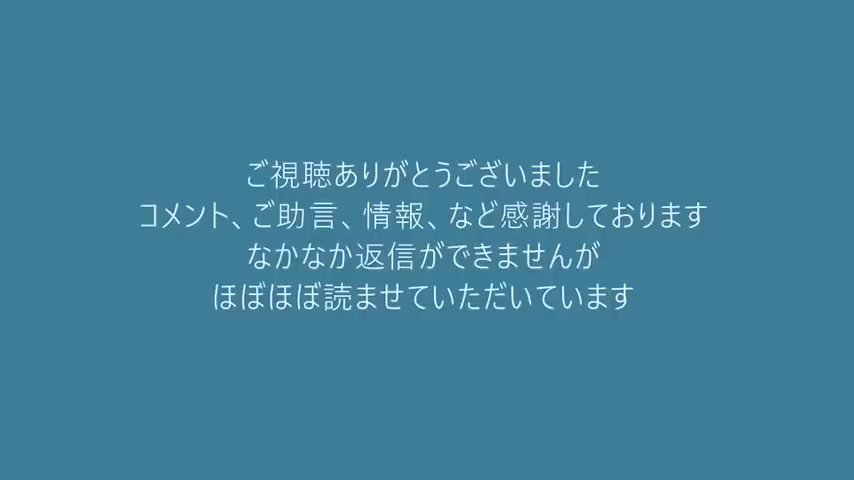 ご視聴ありがとうございました
コメント、ご助言、情報、など感謝しております
なかなか返信ができませんが
ほぼほぼ読ませていただいています